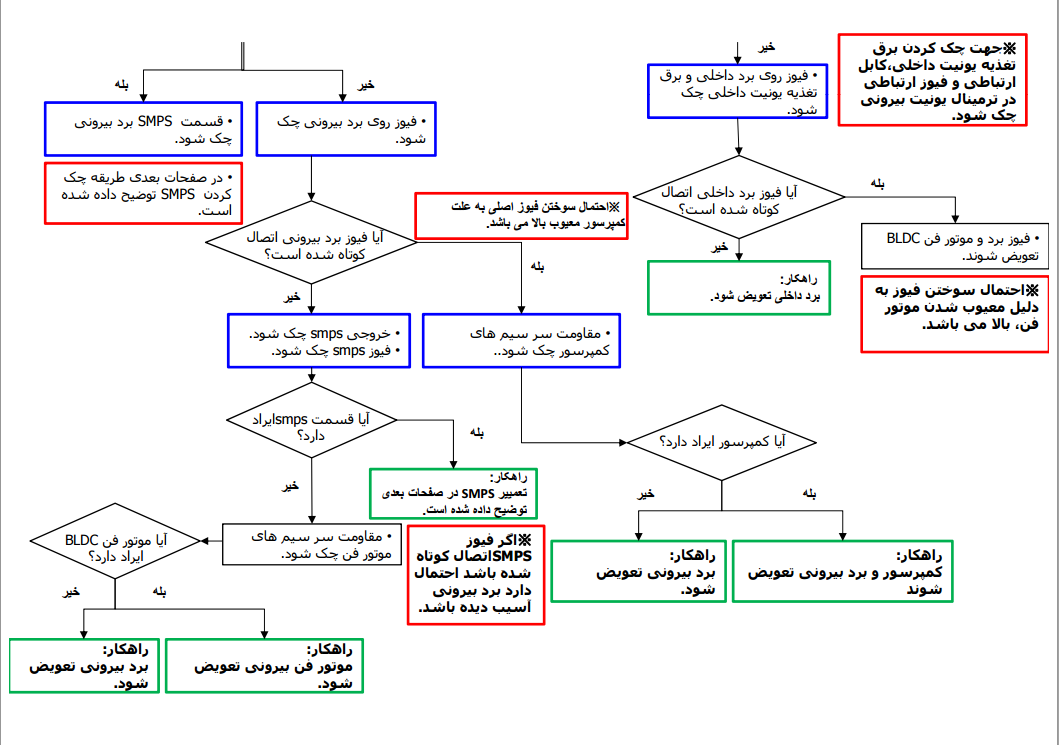 خیر
※جهت چک کردن برق
تغذیه یونیت داخلی،کابل
ارتباطی و فیوز ارتباطی
در ترمینال یونیت بیرونی
چک شود.
• فیوز روی برد داخلی و برق
تغذیه یونیت داخلی چک
شود.
آیا فیوز برد داخلی اتصال
کوتاه شده است؟
بله
• فیوز برد و موتور فن BLDC
تعویض شوند.
※احتمال سوختن فیوز به
دلیل معیوب شدن موتور
فن، بالا می باشد.
خیر
راهکار:
برد داخلی تعویض شود.
خیر
بله
• فیوز روی برد بیرونی چک
شود.
• قسمت SMPS برد بیرونی
چک شود.
• در صفحات بعدی طریقه چک
کردن SMPS توضیح داده شده
است.
※احتمال سوختن فیوز اصلی به علت
کمپرسور معیوب بالا می باشد.
آیا فیوز برد بیرونی اتصال
کوتاه شده است؟
بله
خیر
• مقاومت سر سیم های
کمپرسور چک شود..
• خروجی smps چک شود.
• فیوز smps چک شود.
آیا کمپرسور ایراد دارد؟
بله
خیر
راهکار:
کمپرسور و برد بیرونی تعویض
شوند
راهکار:
برد بیرونی تعویض
شود.
آیا قسمت smpsایراد
دارد؟
بله
راهکار:
تعمییر SMPS در صفحات بعدی
توضیح داده شده است.
※اگر فیوز
SMPSاتصال کوتاه
شده باشد احتمال
دارد برد بیرونی
آسیب دیده باشد.
خیر
• مقاومت سر سیم های
موتور فن چک شود.
آیا موتور فن BLDC
ایراد دارد؟
بله
خیر
راهکار:
موتور فن بیرونی تعویض
شود.
راهکار:
برد بیرونی تعویض
شود.